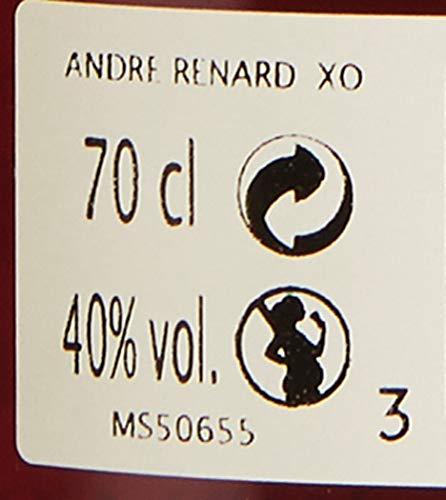 ANDRE RENARD XO
70 cl
40% vol.
MS50655
3